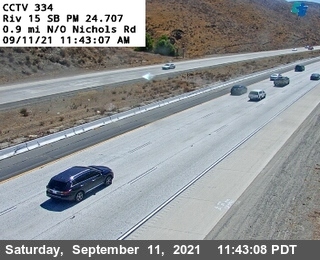 CCTV 334
Riv 15 SB PM 24.707
0.9 mi N/O Nichols Rd
09/11/21 11:43:07 AM
Saturday, September 11, 2021 11:43:08 PDT